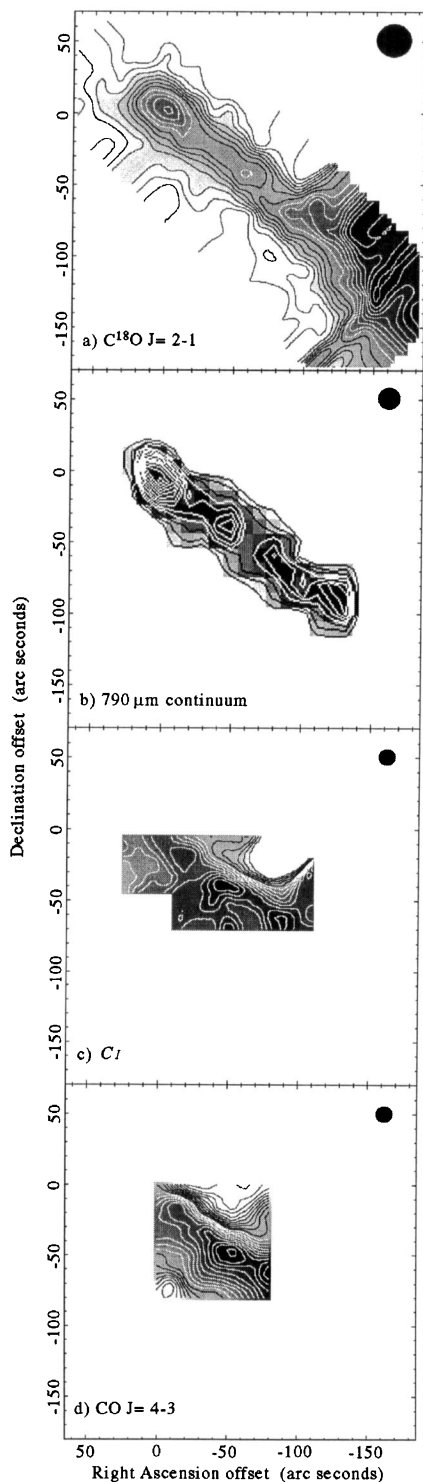 50
0
-50
-100
-150
a) C¹⁸O J= 2-1
50
0
-50
-100
-150
b) 790 µm continuum
Declination offset (arc seconds)
50
0
-50
-100
-150
c) CI
50
0
-50
-100
-150
d) CO J= 4-3
50 0 -50 -100 -150
Right Ascension offset (arc seconds)